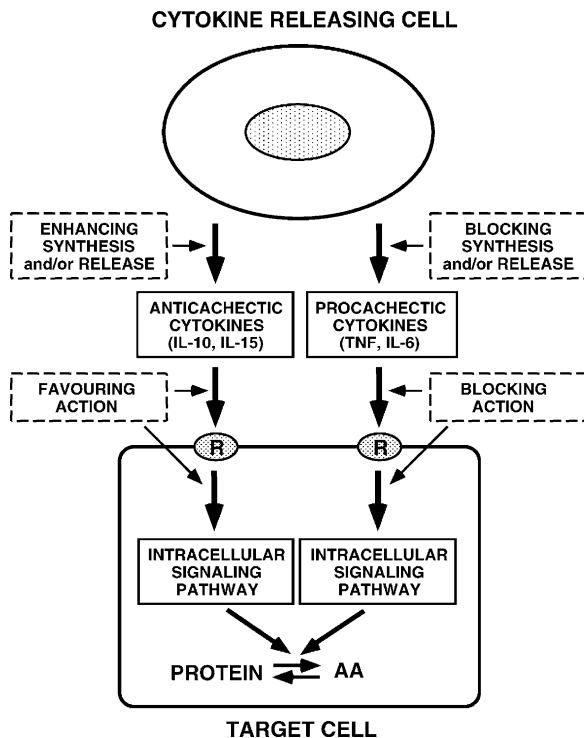 CYTOKINE RELEASING CELL
ENHANCING
SYNTHESIS
and/or RELEASE
BLOCKING
SYNTHESIS
and/or RELEASE
ANTICACHECTIC
CYTOKINES
(IL-10, IL-15)
PROCACHECTIC
CYTOKINES
(TNF, IL-6)
FAVOURING
ACTION
BLOCKING
ACTION
R
R
INTRACELLULAR
SIGNALING
PATHWAY
INTRACELLULAR
SIGNALING
PATHWAY
PROTEIN
AA
TARGET CELL